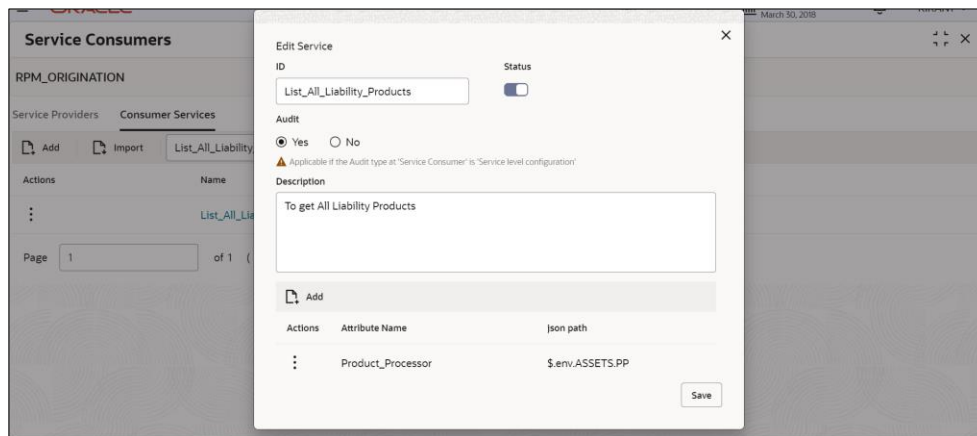 ORACLE
March 30, 2018
Service Consumers
RPM_ORIGINATION
Service Providers
Consumer Services
Add
Import
List_All_Liability
Actions
Name
List_All_Lia
Page
1
of 1 (
Edit Service
ID
Status
List_All_Liability_Products
Audit
Yes
No
Applicable if the Audit type at 'Service Consumer' is 'Service level configuration'
Description
To get All Liability Products
Add
Actions
Attribute Name
Json path
Product_Processor
$.env.ASSETS.PP
Save